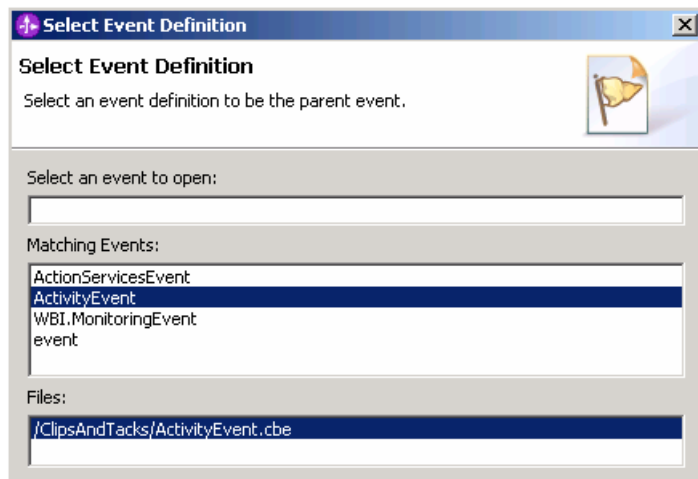 Select Event Definition
Select Event Definition
Select an event definition to be the parent event.
Select an event to open:
Matching Events:
ActionServicesEvent
ActivityEvent
WBI.MonitoringEvent
event
Files:
/ClipsAndTacks/ActivityEvent.cbe